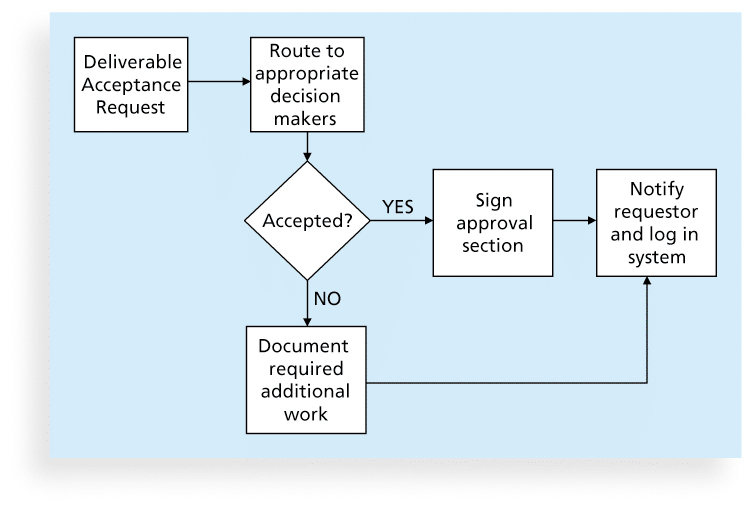 Deliverable
Acceptance
Request
Route to
appropriate
decision
makers
Accepted?
YES
Sign
approval
section
Notify
requestor
and log in
system
NO
Document
required
additional
work